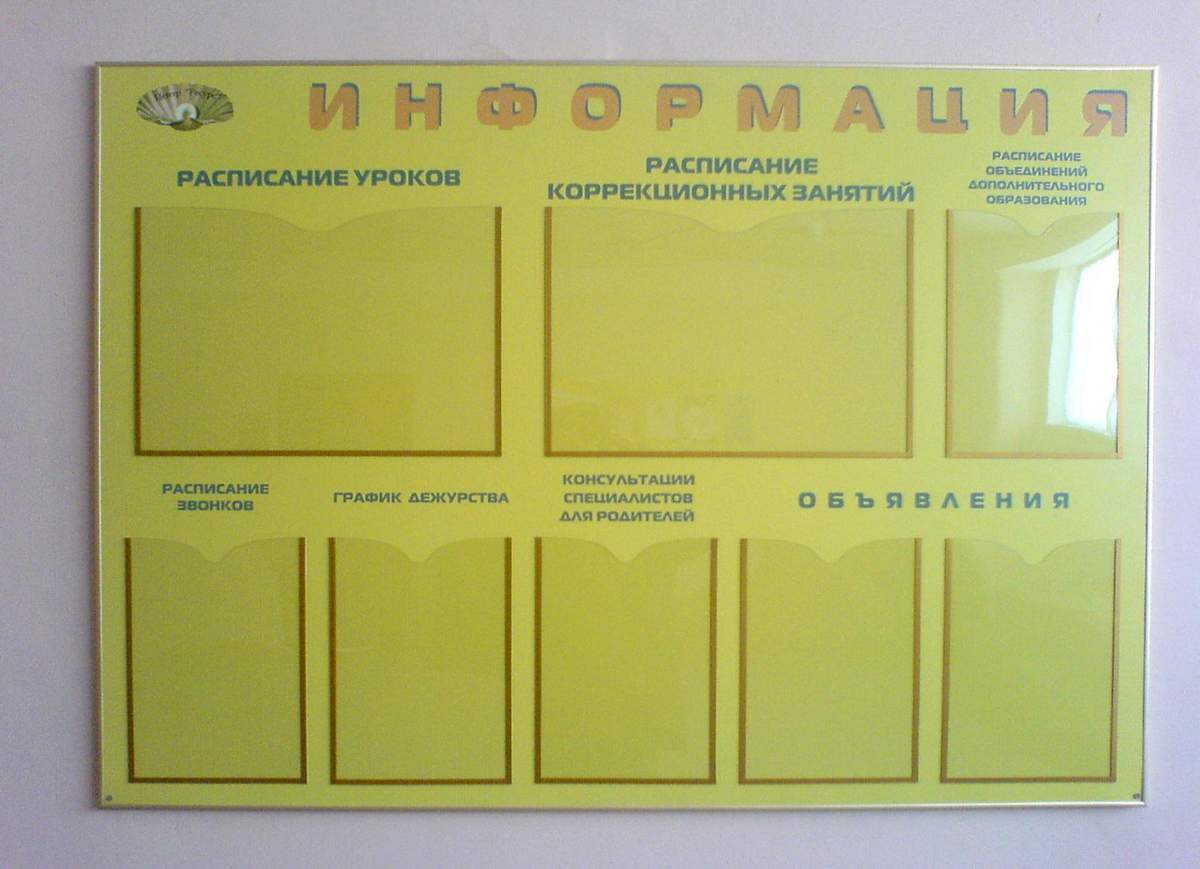 ИНФОРМАЦИЯ
РАСПИСАНИЕ УРОКОВ
РАСПИСАНИЕ
КОРРЕКЦИОННЫХ ЗАНЯТИЙ
РАСПИСАНИЕ
ОБЪЕДИНЕНИЙ
ДОПОЛНИТЕЛЬНОГО
ОБРАЗОВАНИЯ
РАСПИСАНИЕ
ЗВОНКОВ
ГРАФИК ДЕЖУРСТВА
КОНСУЛЬТАЦИИ
СПЕЦИАЛИСТОВ
ДЛЯ РОДИТЕЛЕЙ
ОБЪЯВЛЕНИЯ